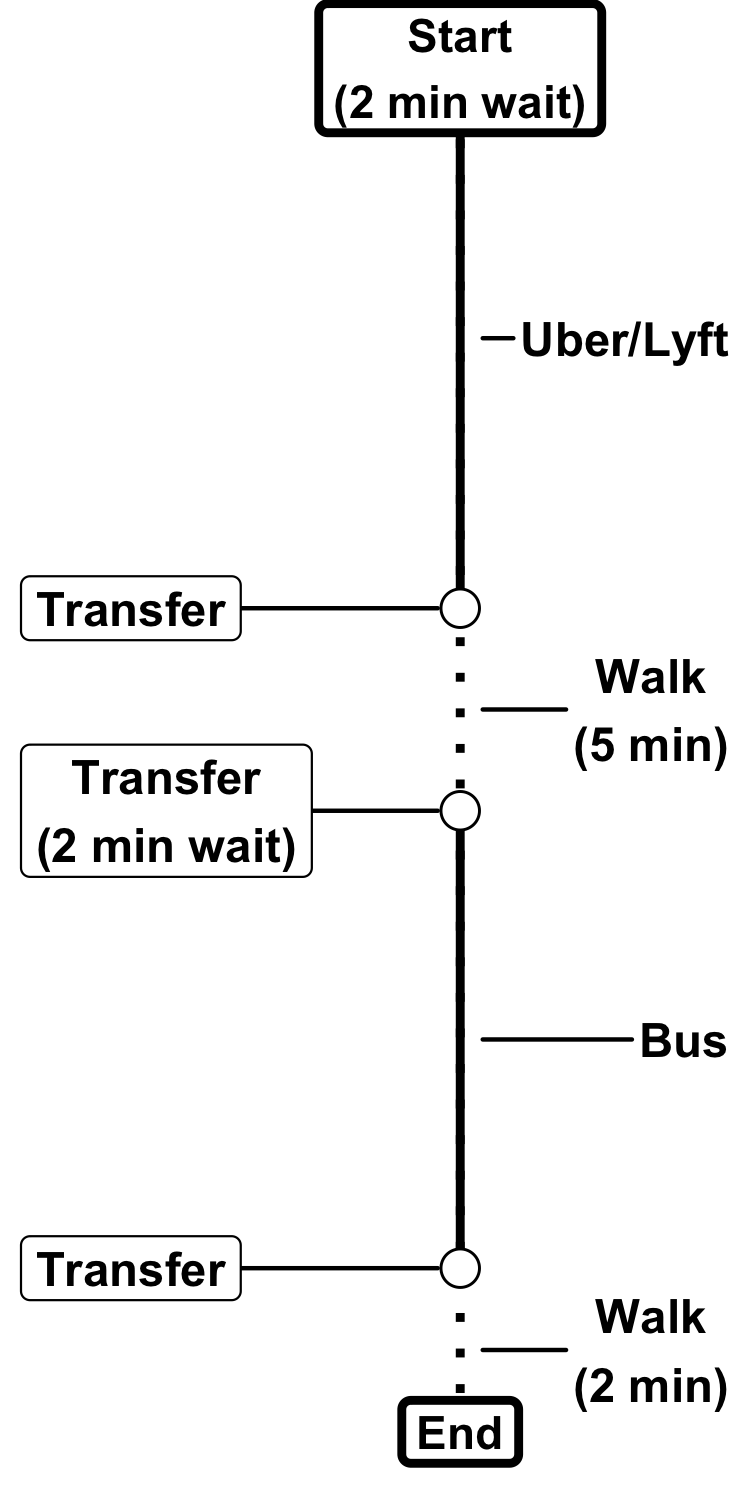 Start
(2 min wait)
Uber/Lyft
Transfer
Walk
(5 min)
Transfer
(2 min wait)
Bus
Transfer
Walk
(2 min)
End